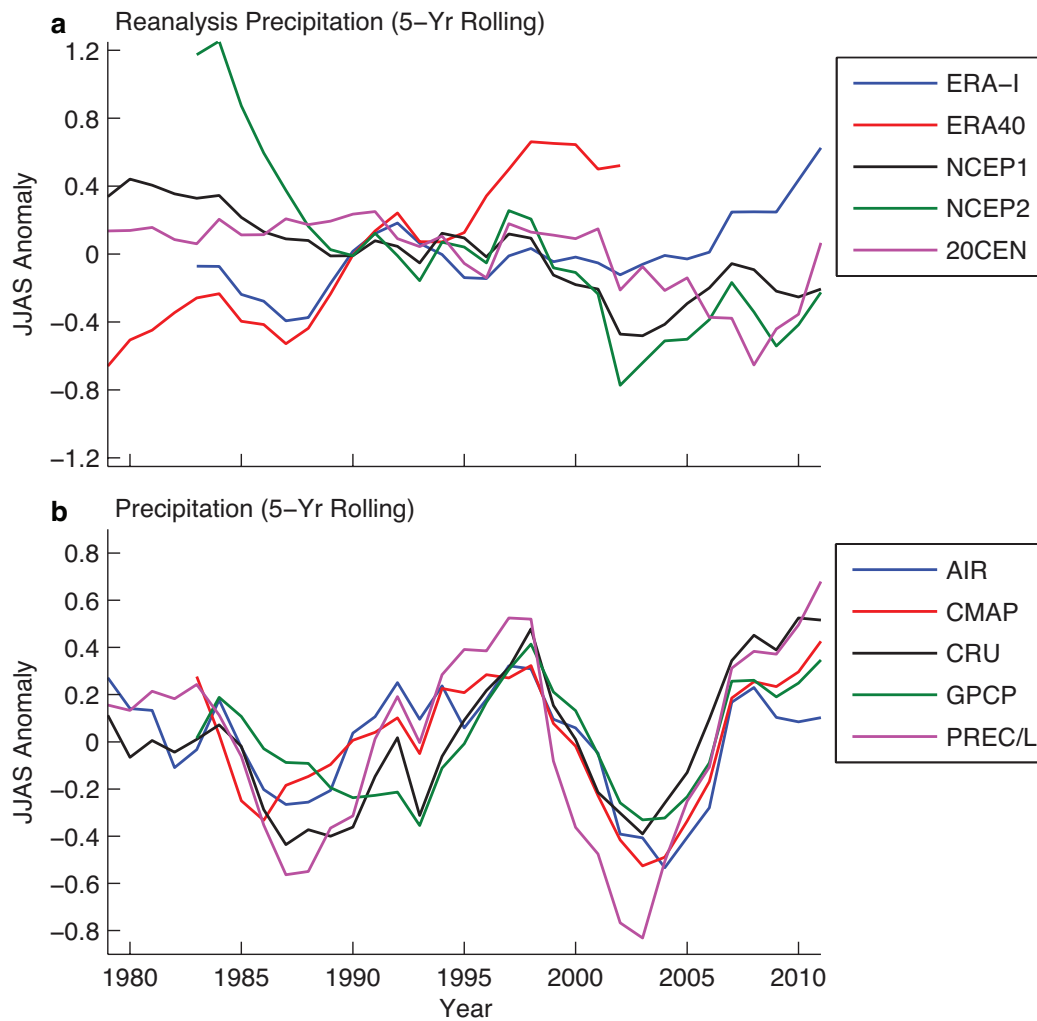 a Reanalysis Precipitation (5−Yr Rolling)
1.2
0.8
0.4
0
−0.4
−0.8
−1.2
JJAS Anomaly
ERA−I
ERA40
NCEP1
NCEP2
20CEN
b Precipitation (5−Yr Rolling)
0.8
0.6
0.4
0.2
0
−0.2
−0.4
−0.6
−0.8
JJAS Anomaly
AIR
CMAP
CRU
GPCP
PREC/L
1980 1985 1990 1995 2000 2005 2010
Year